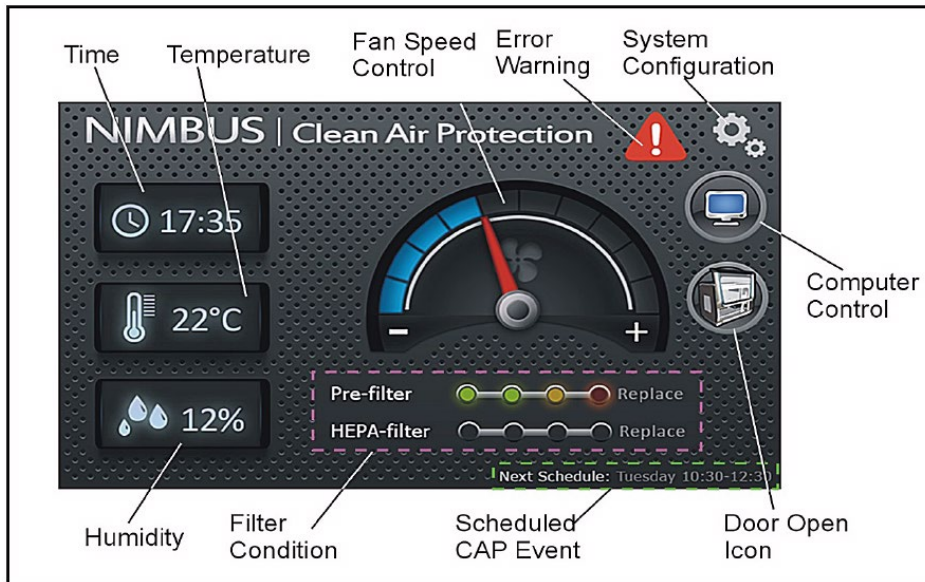 Time
Temperature
Fan Speed
Control
Error
Warning
System
Configuration
NIMBUS | Clean Air Protection
17:35
22°C
12%
Computer
Control
Pre-filter
Replace
HEPA-filter
Replace
Next Schedule: Tuesday 10:30-12:30
Humidity
Filter
Condition
Scheduled
CAP Event
Door Open
Icon